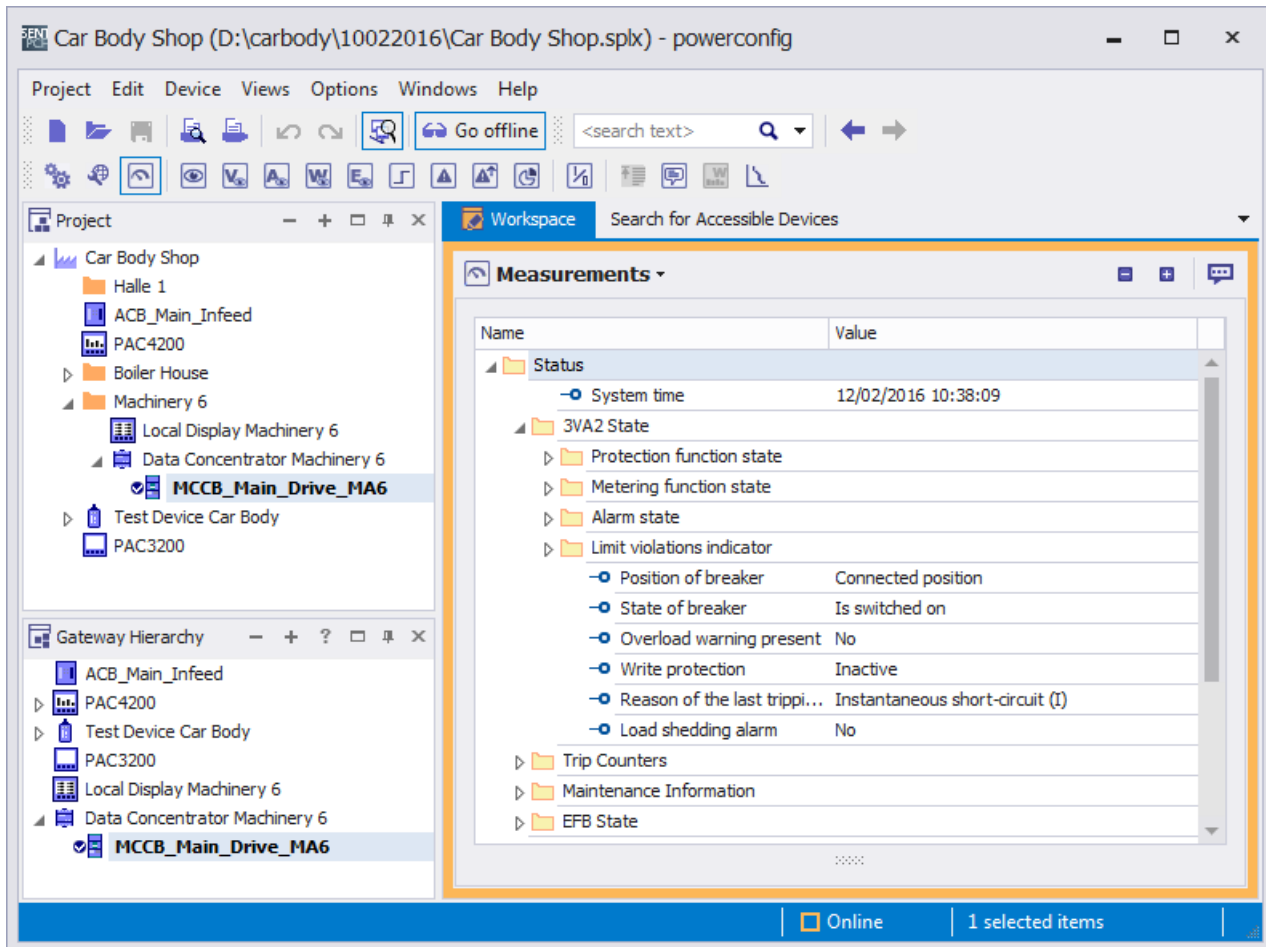 Car Body Shop (D:\carbody\10022016\Car Body Shop.splx) - powerconfig
Project Edit Device Views Options Windows Help
Go offline <search text>
Project
Car Body Shop
Halle 1
ACB_Main_Infeed
PAC4200
Boiler House
Machinery 6
Local Display Machinery 6
Data Concentrator Machinery 6
MCCB_Main_Drive_MA6
Test Device Car Body
PAC3200
Gateway Hierarchy
ACB_Main_Infeed
PAC4200
Test Device Car Body
PAC3200
Local Display Machinery 6
Data Concentrator Machinery 6
MCCB_Main_Drive_MA6
Workspace Search for Accessible Devices
Measurements
Name Value
Status
System time 12/02/2016 10:38:09
3VA2 State
Protection function state
Metering function state
Alarm state
Limit violations indicator
Position of breaker Connected position
State of breaker Is switched on
Overload warning present No
Write protection Inactive
Reason of the last trippi... Instantaneous short-circuit (I)
Load shedding alarm No
Trip Counters
Maintenance Information
EFB State
Online 1 selected items